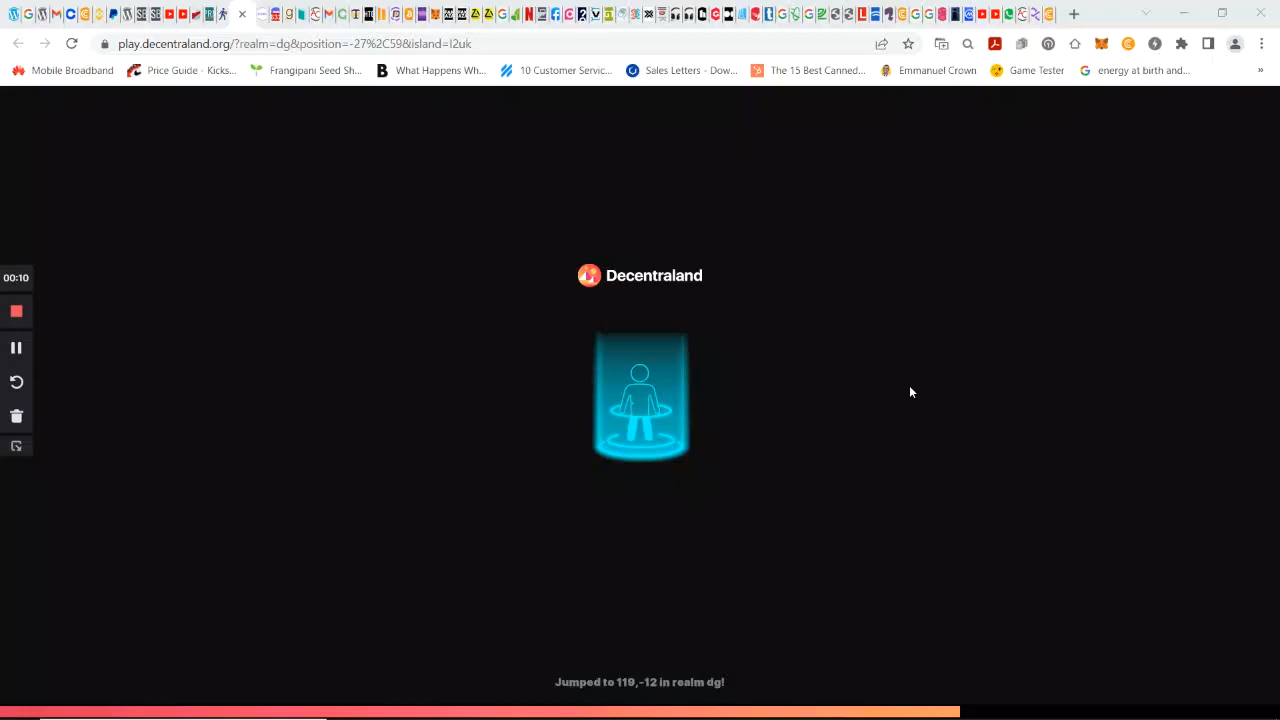 play.decentraland.org/?realm=dg&position=-27%2C59&island=I2uk
Mobile Broadband
Price Guide - Kicks...
Frangipani Seed Sh...
What Happens Wh...
10 Customer Servic...
Sales Letters - Dow...
The 15 Best Canned...
Emmanuel Crown
Game Tester
energy at birth and...
»
Decentraland
00:10
Jumped to 119,-12 in realm dg!